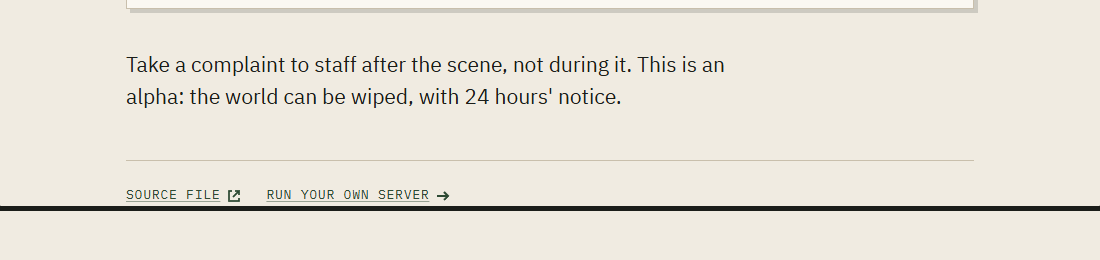 Take a complaint to staff after the scene, not during it. This is an
alpha: the world can be wiped, with 24 hours' notice.
SOURCE FILE RUN YOUR OWN SERVER